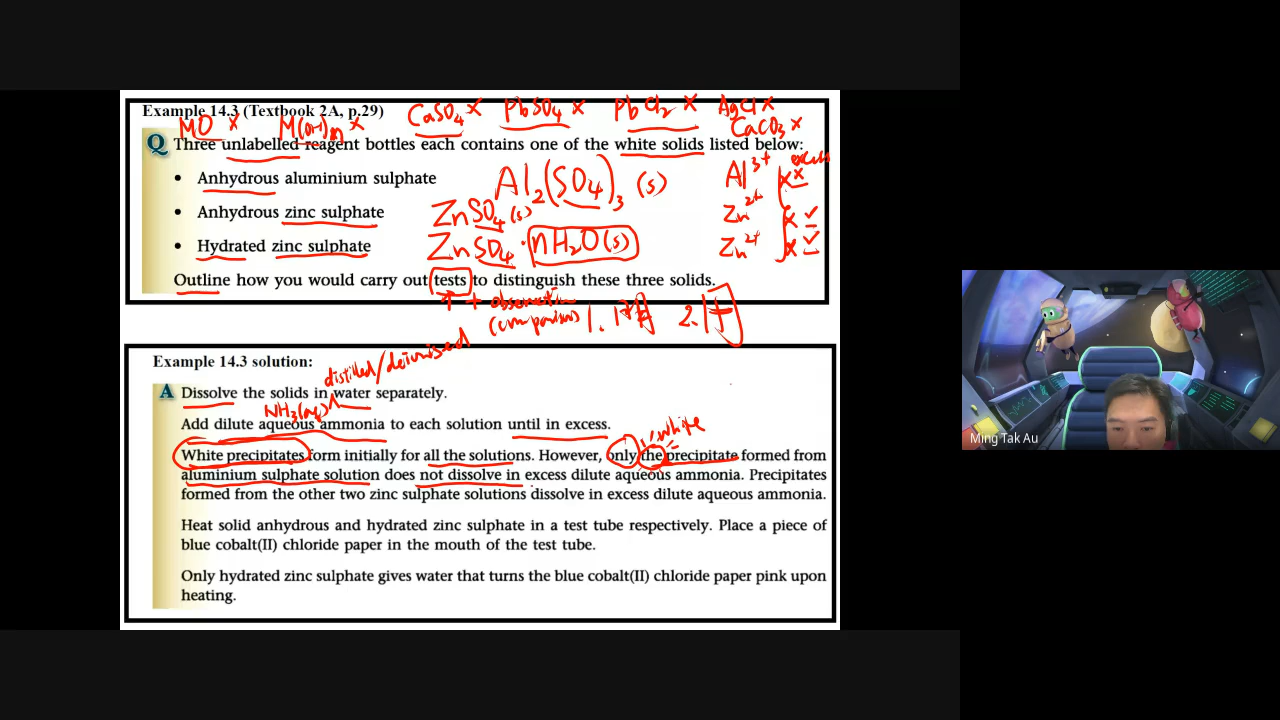 Example 14.3 (Textbook 2A, p.29)
CaSO4 x PbSO4 x PbCl2 x AgCl x
MO x M(OH)n x CaCO3 x
Q Three unlabelled reagent bottles each contains one of the white solids listed below:
• Anhydrous aluminium sulphate Al2(SO4)3 (s) Al3+ x x excess
• Anhydrous zinc sulphate ZnSO4(s) Zn2+ x ✓
• Hydrated zinc sulphate ZnSO4·nH2O(s) Zn2+ x ✓
Outline how you would carry out tests to distinguish these three solids.
+ observation
(comparison) 1. 2.
Example 14.3 solution:
distilled/deionised
A Dissolve the solids in water separately.
NH3(aq)
Add dilute aqueous ammonia to each solution until in excess.
white
White precipitates form initially for all the solutions. However, only the precipitate formed from
aluminium sulphate solution does not dissolve in excess dilute aqueous ammonia. Precipitates
formed from the other two zinc sulphate solutions dissolve in excess dilute aqueous ammonia.
Heat solid anhydrous and hydrated zinc sulphate in a test tube respectively. Place a piece of
blue cobalt(II) chloride paper in the mouth of the test tube.
Only hydrated zinc sulphate gives water that turns the blue cobalt(II) chloride paper pink upon
heating.
Ming Tak Au